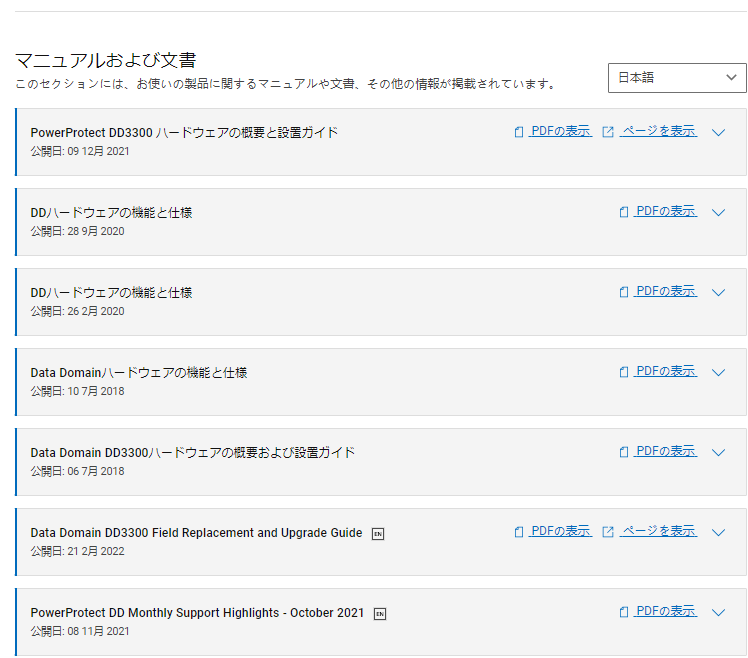 マニュアルおよび文書
このセクションには、お使いの製品に関するマニュアルや文書、その他の情報が掲載されています。
日本語
PowerProtect DD3300 ハードウェアの概要と設置ガイド
PDFの表示 ページを表示
公開日: 09 12月 2021
DDハードウェアの機能と仕様
PDFの表示
公開日: 28 9月 2020
DDハードウェアの機能と仕様
PDFの表示
公開日: 26 2月 2020
Data Domainハードウェアの機能と仕様
PDFの表示
公開日: 10 7月 2018
Data Domain DD3300ハードウェアの概要および設置ガイド
PDFの表示
公開日: 06 7月 2018
Data Domain DD3300 Field Replacement and Upgrade Guide EN
PDFの表示 ページを表示
公開日: 21 2月 2022
PowerProtect DD Monthly Support Highlights - October 2021 EN
PDFの表示
公開日: 08 11月 2021